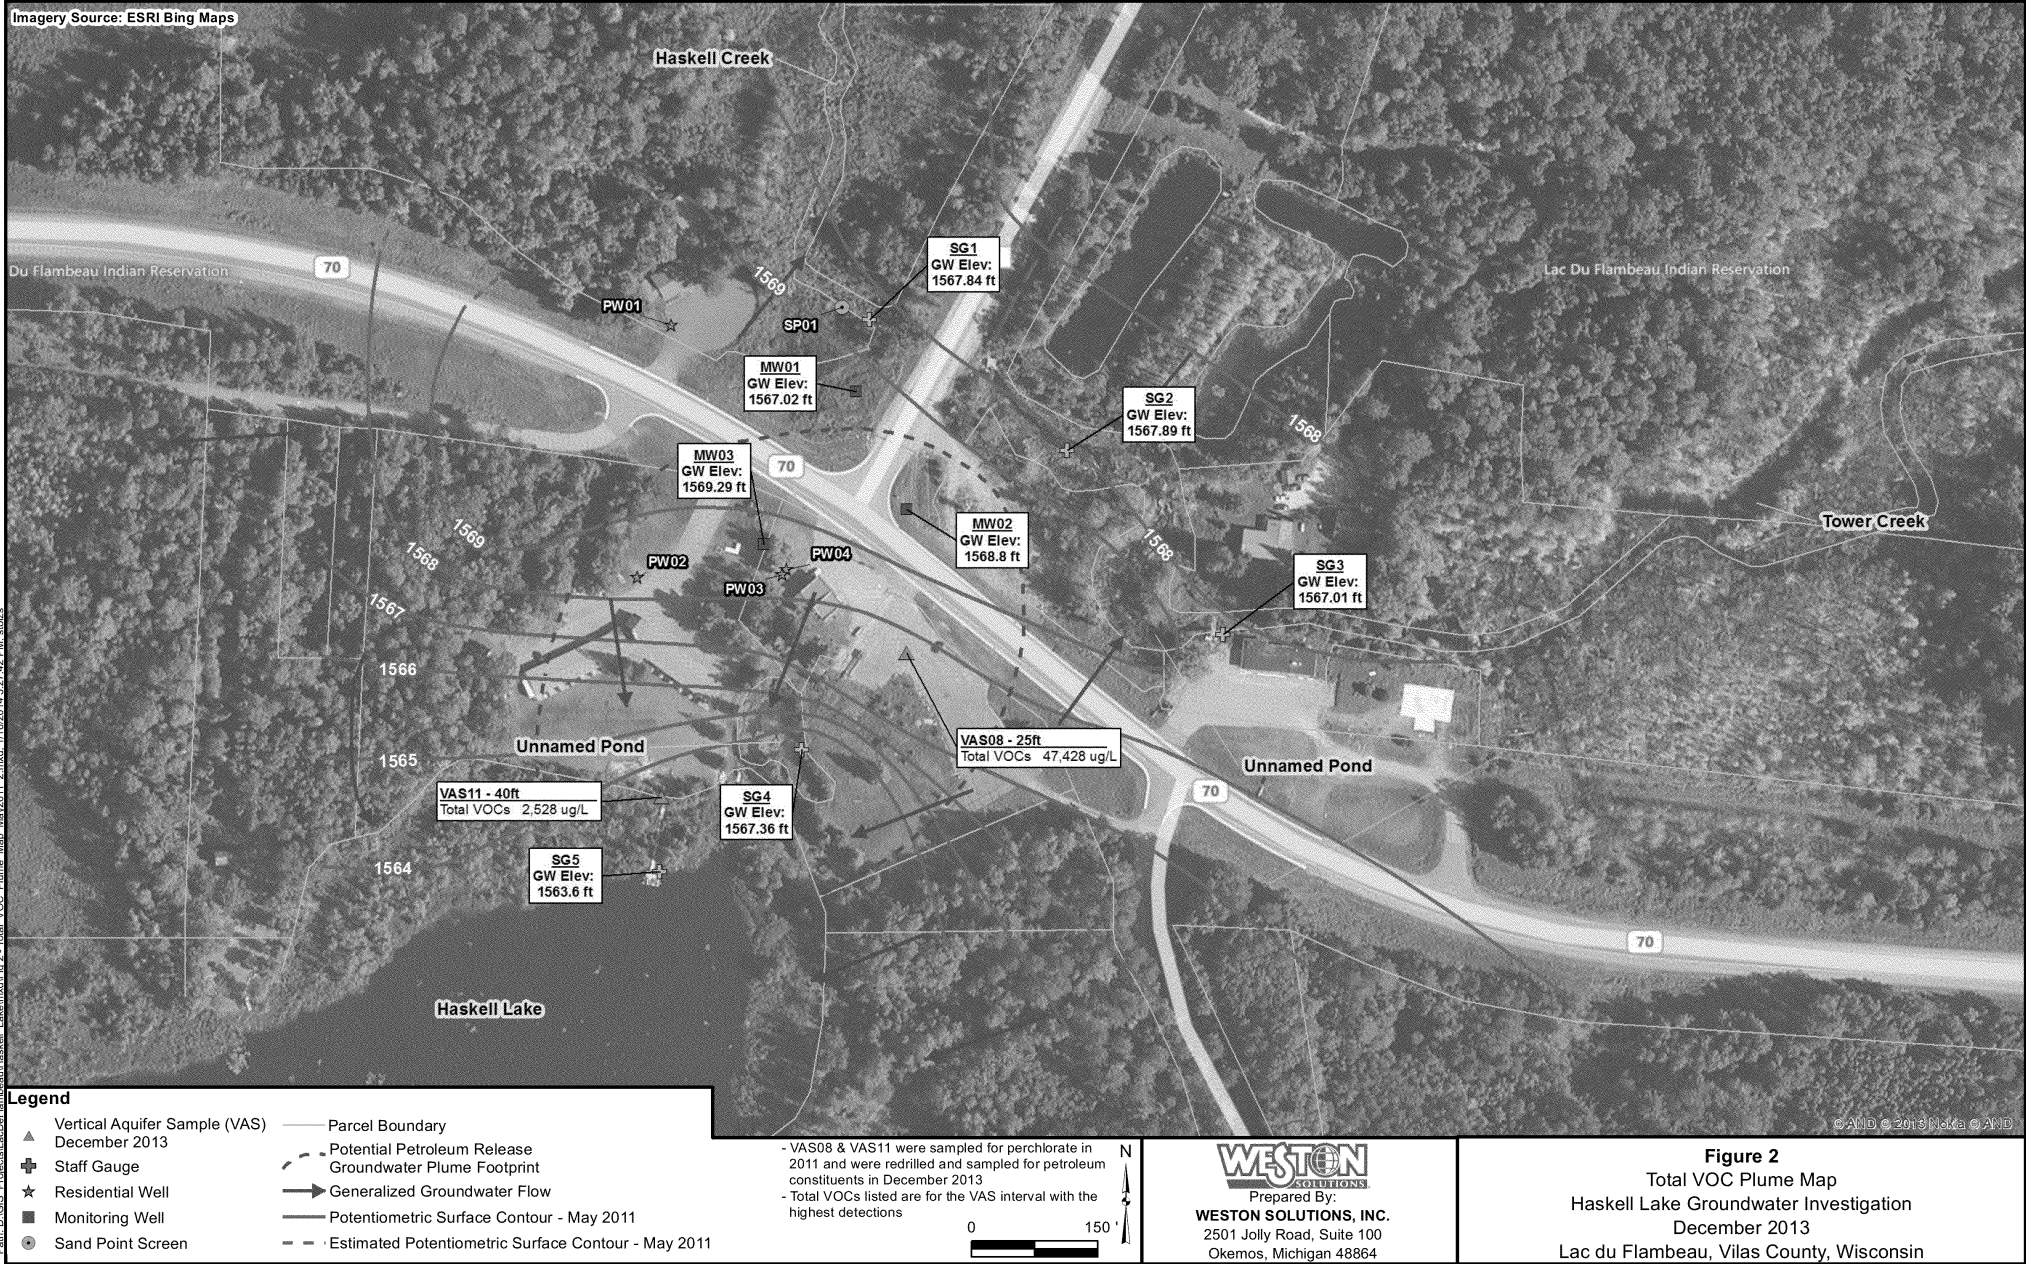 Imagery Source: ESRI Bing Maps
Haskell Creek
70
Du Flambeau Indian Reservation
Lac Du Flambeau Indian Reservation
SG1
GW Elev:
1567.84 ft
1569
PW01
SP01
MW01
GW Elev:
1567.02 ft
SG2
GW Elev:
1567.89 ft
1568
MW03
GW Elev:
1569.29 ft
70
1569
1568
MW02
GW Elev:
1568.8 ft
1568
Tower Creek
PW02
PW04
PW03
SG3
GW Elev:
1567.01 ft
1567
1566
VAS08 - 25ft
Total VOCs 47,428 ug/L
Unnamed Pond
Unnamed Pond
1565
VAS11 - 40ft
Total VOCs 2,528 ug/L
SG4
GW Elev:
1567.36 ft
70
SG5
GW Elev:
1563.6 ft
1564
70
Haskell Lake
© AND © 2013 Nokia © AND
Legend
Vertical Aquifer Sample (VAS)
December 2013
Staff Gauge
Residential Well
Monitoring Well
Sand Point Screen
Parcel Boundary
Potential Petroleum Release
Groundwater Plume Footprint
Generalized Groundwater Flow
Potentiometric Surface Contour - May 2011
Estimated Potentiometric Surface Contour - May 2011
- VAS08 & VAS11 were sampled for perchlorate in
2011 and were redrilled and sampled for petroleum
constituents in December 2013
- Total VOCs listed are for the VAS interval with the
highest detections
N
0 150 '
WESTON
SOLUTIONS
Prepared By:
WESTON SOLUTIONS, INC.
2501 Jolly Road, Suite 100
Okemos, Michigan 48864
Figure 2
Total VOC Plume Map
Haskell Lake Groundwater Investigation
December 2013
Lac du Flambeau, Vilas County, Wisconsin